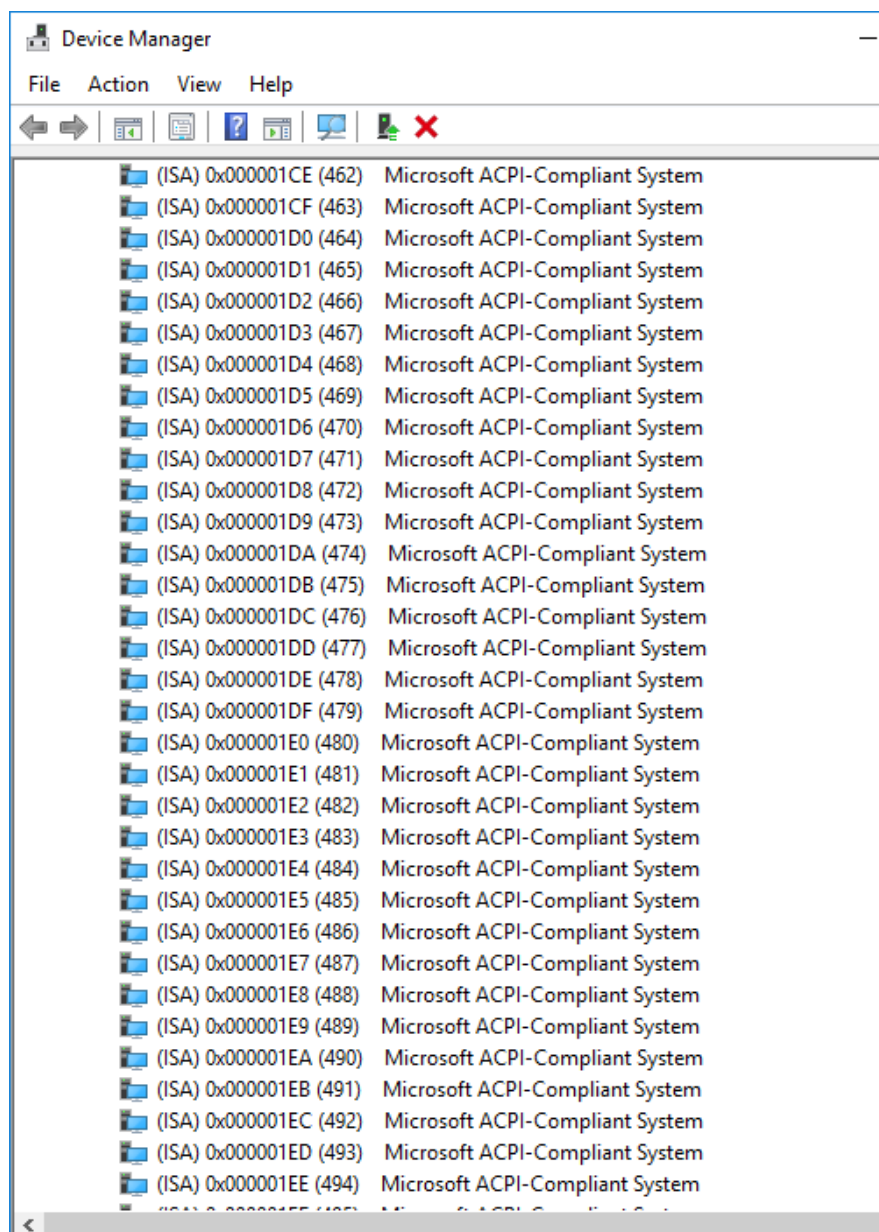 Device Manager
File Action View Help
(ISA) 0x000001CE (462) Microsoft ACPI-Compliant System
(ISA) 0x000001CF (463) Microsoft ACPI-Compliant System
(ISA) 0x000001D0 (464) Microsoft ACPI-Compliant System
(ISA) 0x000001D1 (465) Microsoft ACPI-Compliant System
(ISA) 0x000001D2 (466) Microsoft ACPI-Compliant System
(ISA) 0x000001D3 (467) Microsoft ACPI-Compliant System
(ISA) 0x000001D4 (468) Microsoft ACPI-Compliant System
(ISA) 0x000001D5 (469) Microsoft ACPI-Compliant System
(ISA) 0x000001D6 (470) Microsoft ACPI-Compliant System
(ISA) 0x000001D7 (471) Microsoft ACPI-Compliant System
(ISA) 0x000001D8 (472) Microsoft ACPI-Compliant System
(ISA) 0x000001D9 (473) Microsoft ACPI-Compliant System
(ISA) 0x000001DA (474) Microsoft ACPI-Compliant System
(ISA) 0x000001DB (475) Microsoft ACPI-Compliant System
(ISA) 0x000001DC (476) Microsoft ACPI-Compliant System
(ISA) 0x000001DD (477) Microsoft ACPI-Compliant System
(ISA) 0x000001DE (478) Microsoft ACPI-Compliant System
(ISA) 0x000001DF (479) Microsoft ACPI-Compliant System
(ISA) 0x000001E0 (480) Microsoft ACPI-Compliant System
(ISA) 0x000001E1 (481) Microsoft ACPI-Compliant System
(ISA) 0x000001E2 (482) Microsoft ACPI-Compliant System
(ISA) 0x000001E3 (483) Microsoft ACPI-Compliant System
(ISA) 0x000001E4 (484) Microsoft ACPI-Compliant System
(ISA) 0x000001E5 (485) Microsoft ACPI-Compliant System
(ISA) 0x000001E6 (486) Microsoft ACPI-Compliant System
(ISA) 0x000001E7 (487) Microsoft ACPI-Compliant System
(ISA) 0x000001E8 (488) Microsoft ACPI-Compliant System
(ISA) 0x000001E9 (489) Microsoft ACPI-Compliant System
(ISA) 0x000001EA (490) Microsoft ACPI-Compliant System
(ISA) 0x000001EB (491) Microsoft ACPI-Compliant System
(ISA) 0x000001EC (492) Microsoft ACPI-Compliant System
(ISA) 0x000001ED (493) Microsoft ACPI-Compliant System
(ISA) 0x000001EE (494) Microsoft ACPI-Compliant System